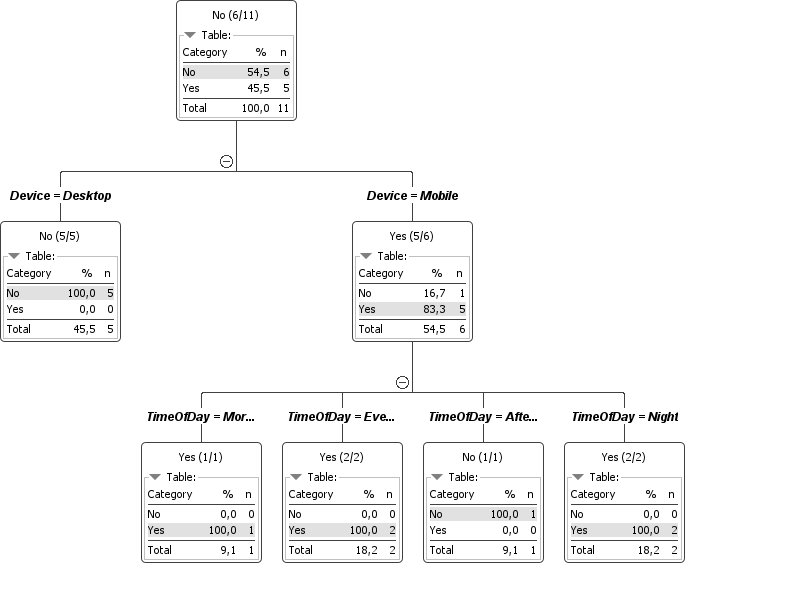 No (6/11)
Table:
Category % n
No 54,5 6
Yes 45,5 5
Total 100,0 11
Device = Desktop
Device = Mobile
No (5/5)
Table:
Category % n
No 100,0 5
Yes 0,0 0
Total 45,5 5
Yes (5/6)
Table:
Category % n
No 16,7 1
Yes 83,3 5
Total 54,5 6
TimeOfDay = Mor...
TimeOfDay = Eve...
TimeOfDay = Afte...
TimeOfDay = Night
Yes (1/1)
Table:
Category % n
No 0,0 0
Yes 100,0 1
Total 9,1 1
Yes (2/2)
Table:
Category % n
No 0,0 0
Yes 100,0 2
Total 18,2 2
No (1/1)
Table:
Category % n
No 100,0 1
Yes 0,0 0
Total 9,1 1
Yes (2/2)
Table:
Category % n
No 0,0 0
Yes 100,0 2
Total 18,2 2